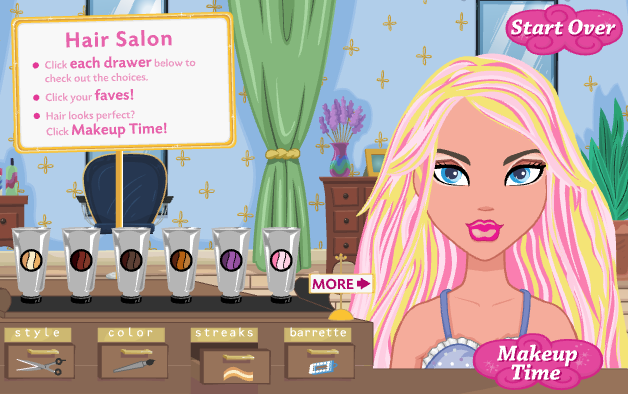 Hair Salon
Click each drawer below to
check out the choices.
Click your faves!
Hair looks perfect?
Click Makeup Time!
Start Over
MORE
style
color
streaks
barrette
Makeup
Time